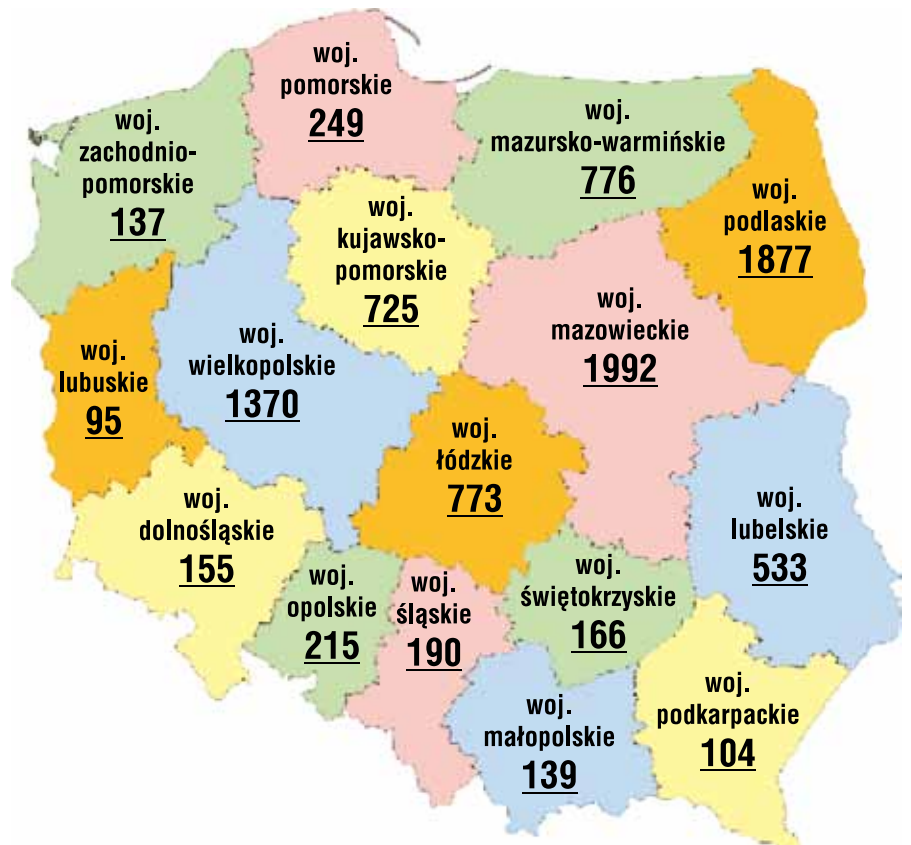 woj.
pomorskie
249
woj.
zachodnio-
pomorskie
137
woj.
mazursko-warmińskie
776
woj.
podlaskie
1877
woj.
kujawsko-
pomorskie
725
woj.
mazowieckie
1992
woj.
wielkopolskie
1370
woj.
lubuskie
95
woj.
łódzkie
773
woj.
dolnośląskie
155
woj.
lubelskie
533
woj.
opolskie
215
woj.
śląskie
190
woj.
świętokrzyskie
166
woj.
małopolskie
139
woj.
podkarpackie
104